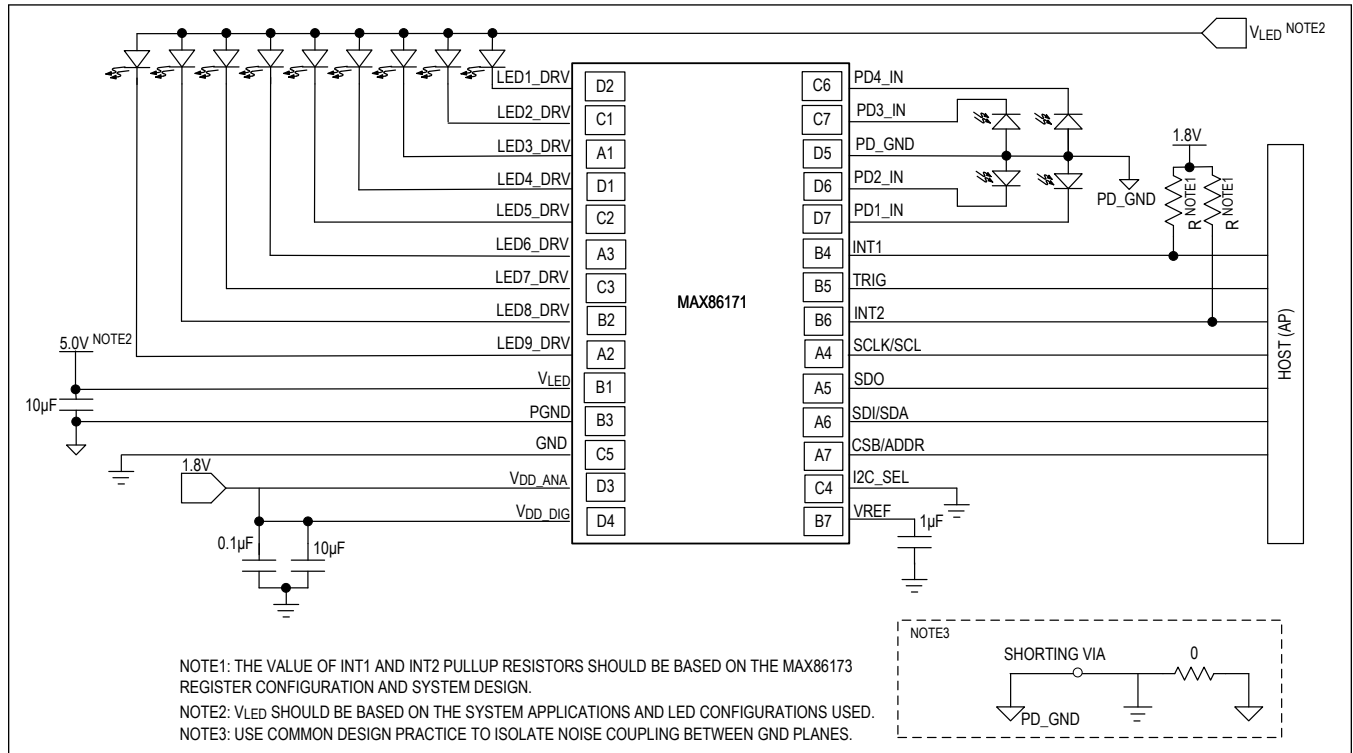 VLED NOTE2
LED1_DRV D2
LED2_DRV C1
LED3_DRV A1
LED4_DRV D1
LED5_DRV C2
LED6_DRV A3
LED7_DRV C3
LED8_DRV B2
LED9_DRV A2
5.0V NOTE2
VLED B1
10µF
PGND B3
GND C5
1.8V
VDD_ANA D3
VDD_DIG D4
0.1µF 10µF
MAX86171
C6 PD4_IN
C7 PD3_IN
D5 PD_GND
D6 PD2_IN
D7 PD1_IN
PD_GND
1.8V
R NOTE1
R NOTE1
B4 INT1
B5 TRIG
B6 INT2
A4 SCLK/SCL
A5 SDO
A6 SDI/SDA
A7 CSB/ADDR
C4 I2C_SEL
B7 VREF
1µF
HOST (AP)
NOTE3
SHORTING VIA 0
PD_GND
NOTE1: THE VALUE OF INT1 AND INT2 PULLUP RESISTORS SHOULD BE BASED ON THE MAX86173
REGISTER CONFIGURATION AND SYSTEM DESIGN.
NOTE2: VLED SHOULD BE BASED ON THE SYSTEM APPLICATIONS AND LED CONFIGURATIONS USED.
NOTE3: USE COMMON DESIGN PRACTICE TO ISOLATE NOISE COUPLING BETWEEN GND PLANES.